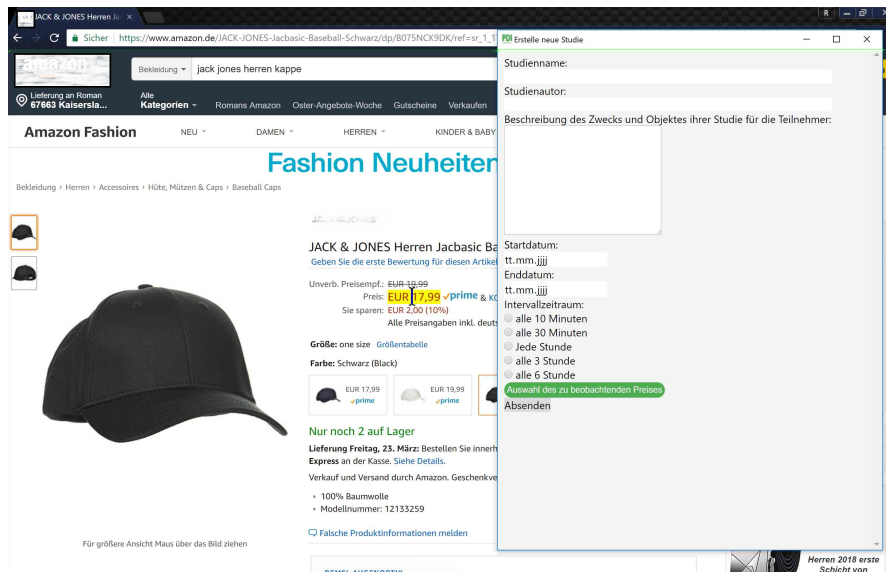 JACK & JONES Herren Ja
R
Sicher
https://www.amazon.de/JACK-JONES-Jacbasic-Baseball-Schwarz/dp/B075NCK9DK/ref=sr_1_1
amazon
Bekleidung
jack jones herren kappe
Lieferung an Roman
67663 Kaisersla...
Alle
Kategorien
Romans Amazon
Oster-Angebote-Woche
Gutscheine
Verkaufen
Amazon Fashion
NEU
DAMEN
HERREN
KINDER & BABY
Fashion Neuheiten
Bekleidung › Herren › Accessoires › Hüte, Mützen & Caps › Baseball Caps
JACK & JONES
JACK & JONES Herren Jacbasic Ba
Geben Sie die erste Bewertung für diesen Artikel
Unverb. Preisempf.: EUR 19,99
Preis: EUR 17,99 prime & KO
Sie sparen: EUR 2,00 (10%)
Alle Preisangaben inkl. deuts
Größe: one size Größentabelle
Farbe: Schwarz (Black)
EUR 17,99
prime
EUR 19,99
prime
Nur noch 2 auf Lager
Lieferung Freitag, 23. März: Bestellen Sie innerh
Express an der Kasse. Siehe Details.
Verkauf und Versand durch Amazon. Geschenkve
100% Baumwolle
Modellnummer: 12133259
Falsche Produktinformationen melden
Für größere Ansicht Maus über das Bild ziehen
PDI Erstelle neue Studie
Studienname:
Studienautor:
Beschreibung des Zwecks und Objektes ihrer Studie für die Teilnehmer:
Startdatum:
tt.mm.jjjj
Enddatum:
tt.mm.jjjj
Intervallzeitraum:
alle 10 Minuten
alle 30 Minuten
Jede Stunde
alle 3 Stunde
alle 6 Stunde
Auswahl des zu beobachtenden Preises
Absenden
Herren 2018 erste
Schicht von